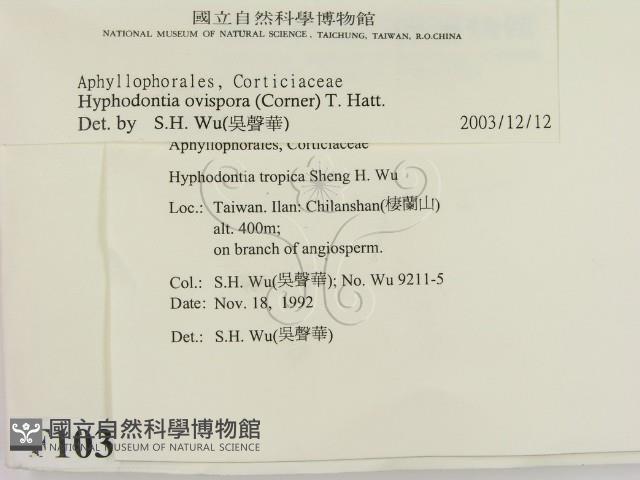 國立自然科學博物館
NATIONAL MUSEUM OF NATURAL SCIENCE, TAICHUNG, TAIWAN, R.O.CHINA
Aphyllophorales, Corticiaceae
Hyphodontia ovispora (Corner) T. Hatt.
Det. by S.H. Wu(吳聲華) 2003/12/12
Aphyllophorales, Corticiaceae
Hyphodontia tropica Sheng H. Wu
Loc.: Taiwan. Ilan: Chilanshan(棲蘭山)
alt. 400m;
on branch of angiosperm.
Col.: S.H. Wu(吳聲華); No. Wu 9211-5
Date: Nov. 18, 1992
Det.: S.H. Wu(吳聲華)
國立自然科學博物館
NATIONAL MUSEUM OF NATURAL SCIENCE
F103